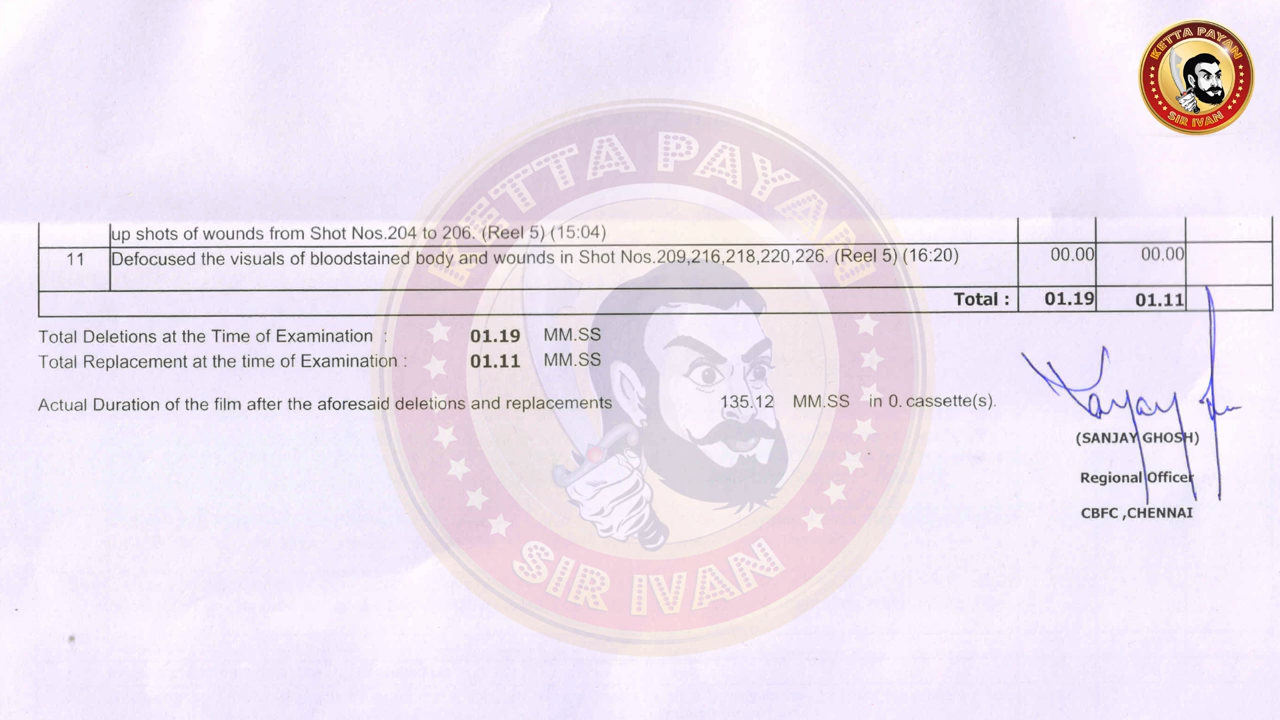 KETTA PAYAN
SIR IVAN
up shots of wounds from Shot Nos.204 to 206. (Reel 5) (15:04)
11 Defocused the visuals of bloodstained body and wounds in Shot Nos.209,216,218,220,226. (Reel 5) (16:20) 00.00 00.00
Total : 01.19 01.11
Total Deletions at the Time of Examination : 01.19 MM.SS
Total Replacement at the time of Examination : 01.11 MM.SS
Actual Duration of the film after the aforesaid deletions and replacements 135.12 MM.SS in 0. cassette(s).
(SANJAY GHOSH)
Regional Officer
CBFC ,CHENNAI
KETTA PAYAN
SIR IVAN